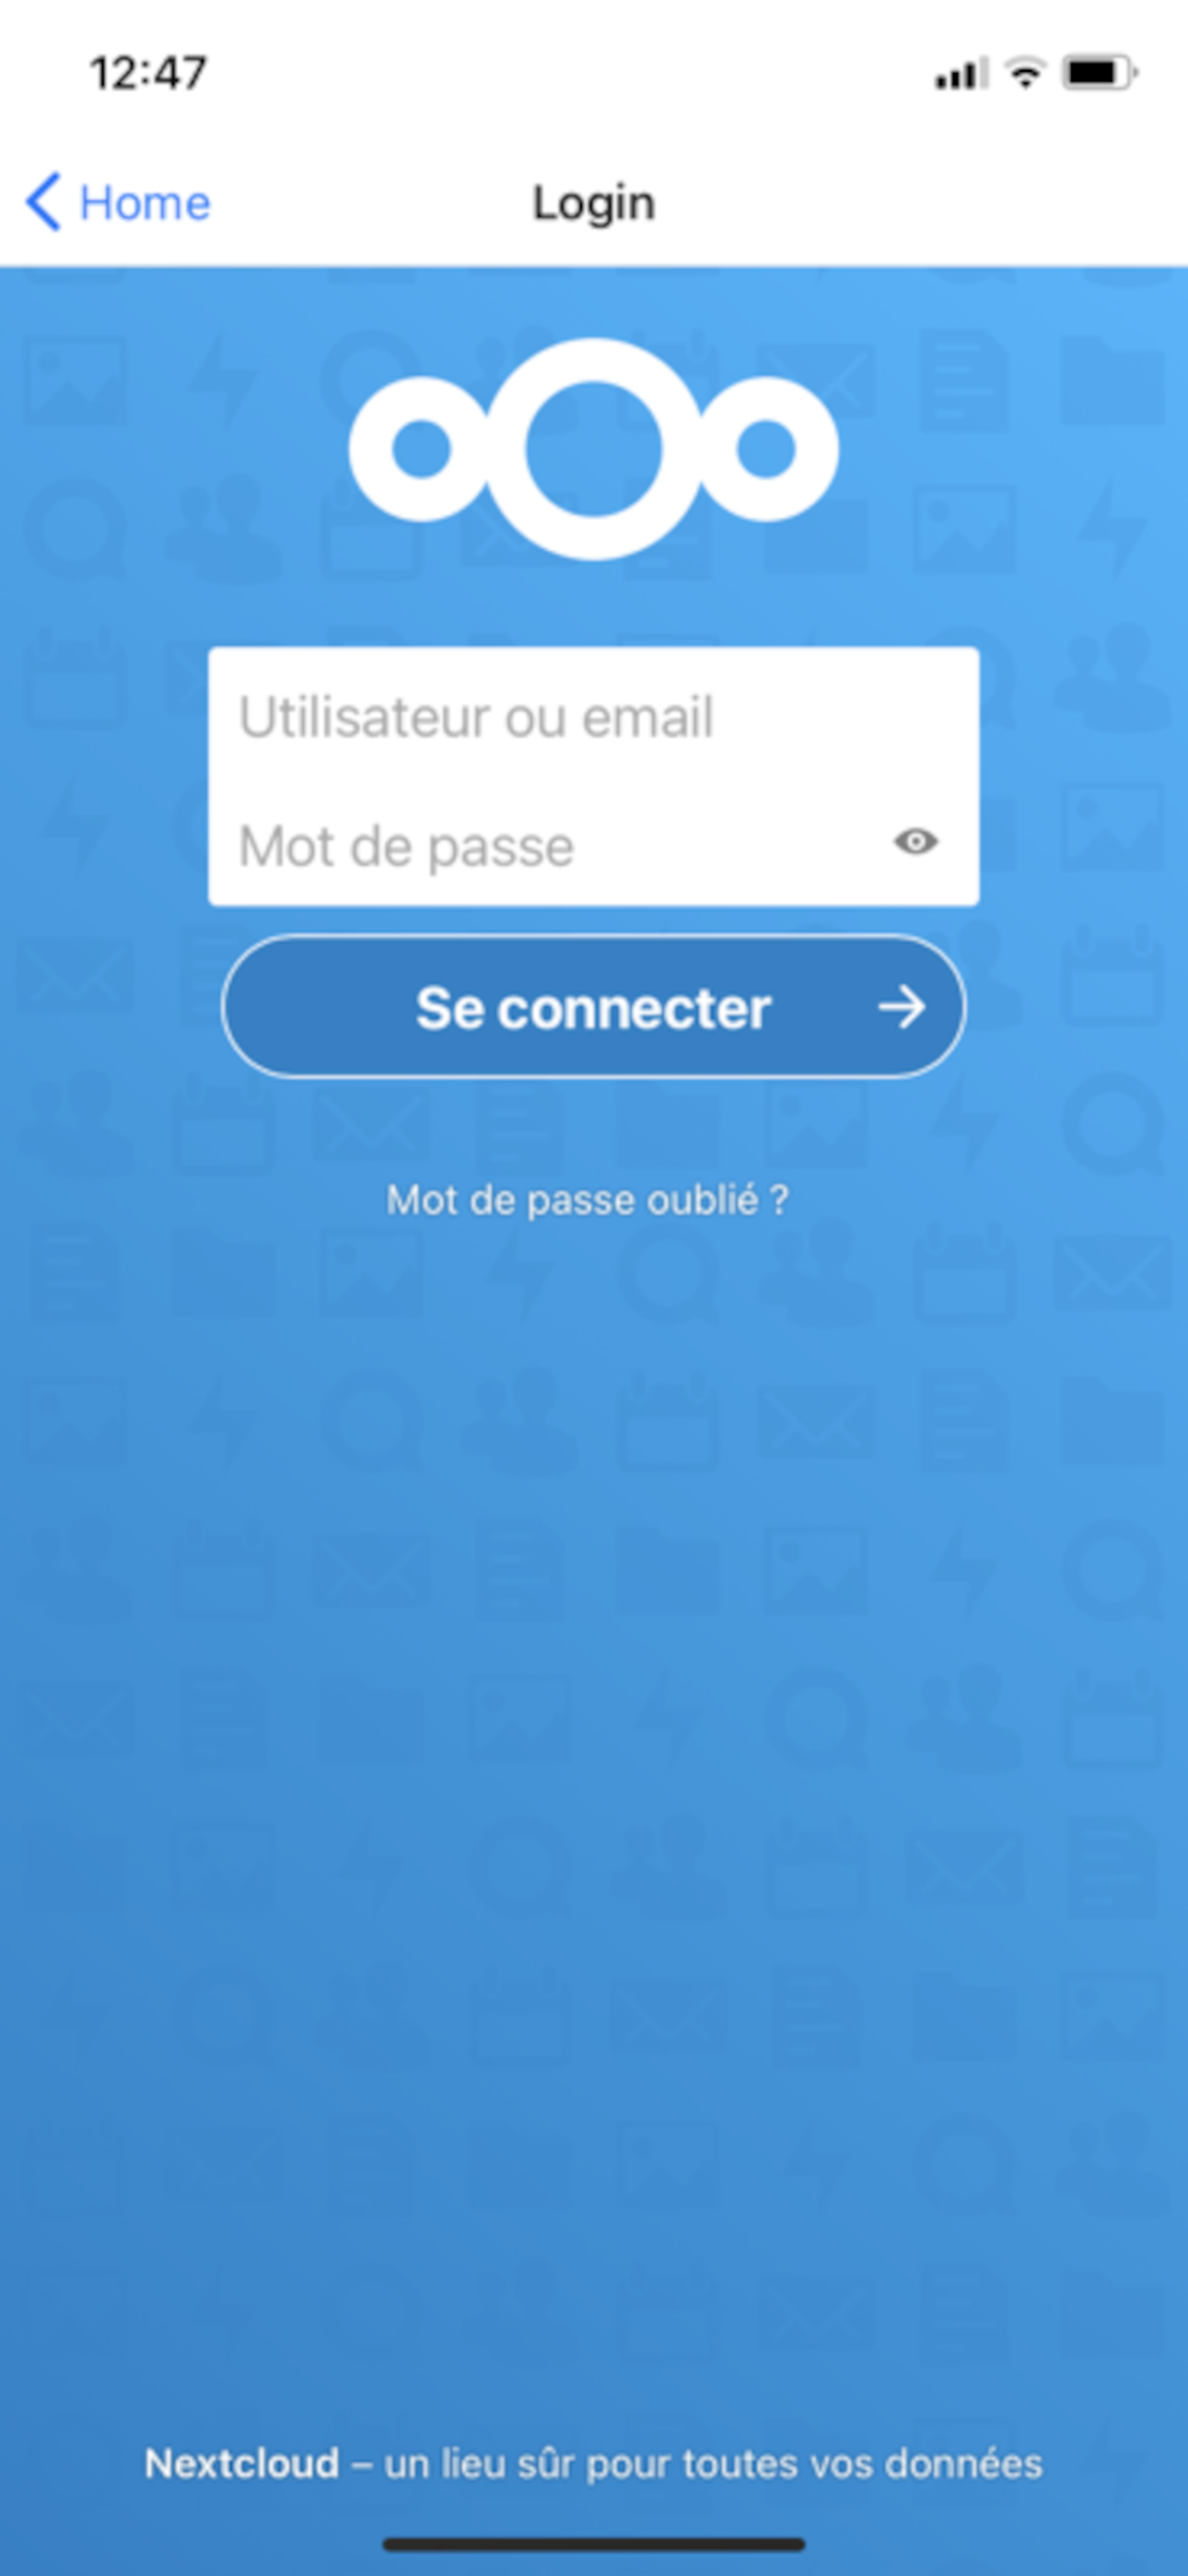 12:47
Home
Login
Utilisateur ou email
Mot de passe
Se connecter
Mot de passe oublié ?
Nextcloud – un lieu sûr pour toutes vos données